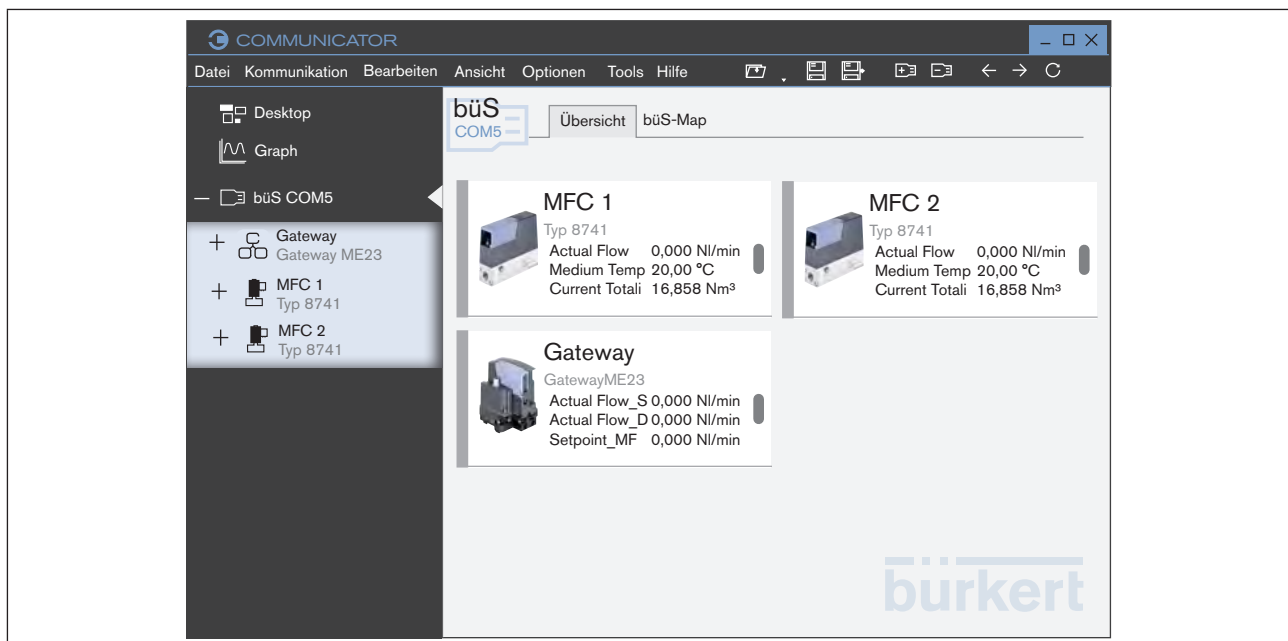 COMMUNICATOR
Datei Kommunikation Bearbeiten Ansicht Optionen Tools Hilfe
Desktop
Graph
büS COM5
Gateway
Gateway ME23
MFC 1
Typ 8741
MFC 2
Typ 8741
büS
COM5
Übersicht büS-Map
MFC 1
Typ 8741
Actual Flow 0,000 Nl/min
Medium Temp 20,00 °C
Current Totali 16,858 Nm³
MFC 2
Typ 8741
Actual Flow 0,000 Nl/min
Medium Temp 20,00 °C
Current Totali 16,858 Nm³
Gateway
GatewayME23
Actual Flow_S 0,000 Nl/min
Actual Flow_D 0,000 Nl/min
Setpoint_MF 0,000 Nl/min
bürkert